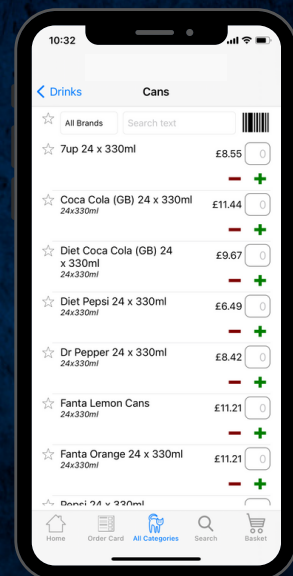 10:32
Drinks
Cans
All Brands
Search text
7up 24 x 330ml
£8.55
0
Coca Cola (GB) 24 x 330ml
£11.44
0
24x330ml
Diet Coca Cola (GB) 24
x 330ml
£9.67
0
24x330ml
Diet Pepsi 24 x 330ml
£6.49
0
24x330ml
Dr Pepper 24 x 330ml
£8.42
0
24x330ml
Fanta Lemon Cans
£11.21
0
24x330ml
Fanta Orange 24 x 330ml
£11.21
0
24x330ml
Pepsi 24 x 330ml
Home
Order Card
All Categories
Search
Basket